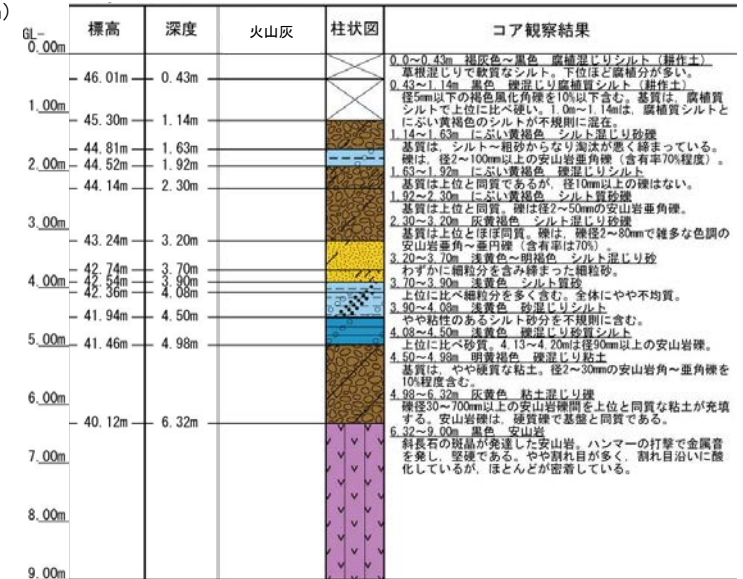 )
GL-
標高 深度 火山灰 柱状図 コア観察結果
0.00m
46.01m 0.43m
1.00m
45.30m 1.14m
44.81m 1.63m
2.00m
44.52m 1.92m
44.14m 2.30m
3.00m
43.24m 3.20m
42.74m 3.70m
4.00m
42.54m 3.90m
42.36m 4.08m
41.94m 4.50m
5.00m
41.46m 4.98m
6.00m
40.12m 6.32m
7.00m
8.00m
9.00m
0.0~0.43m 褐灰色~黒色 腐植混じりシルト(耕作土)
草根混じりで軟質なシルト。下位ほど腐植分が多い。
0.43~1.14m 黒色 礫混じり腐植質シルト(耕作土)
径5mm以下の褐色風化角礫を10%以下含む。基質は、腐植質
シルトで上位に比べ硬い。1.0m~1.14mは、腐植質シルトと
にぶい黄褐色のシルトが不規則に混在。
1.14~1.63m にぶい黄褐色 シルト混じり砂礫
基質は、シルト~粗砂からなり淘汰が悪く締まっている。
礫は、径2~100mm以上の安山岩亜角礫(含有率70%程度)。
1.63~1.92m にぶい黄褐色 礫混じりシルト
基質は上位と同質であるが、径10mm以上の礫はない。
1.92~2.30m にぶい黄褐色 シルト質砂礫
基質は上位と同質。礫は径2~50mmの安山岩亜角礫。
2.30~3.20m 灰黄褐色 シルト混じり砂礫
基質は上位とほぼ同質。礫は、礫径2~80mmで雑多な色調の
安山岩亜角~亜円礫(含有率は70%)。
3.20~3.70m 浅黄色~明褐色 シルト混じり砂
わずかに細粒分を含み締まった細粒砂。
3.70~3.90m 浅黄色 シルト質砂
上位に比べ細粒分を多く含む。全体にやや不均質。
3.90~4.08m 浅黄色 砂混じりシルト
やや粘性のあるシルト砂分を不規則に含む。
4.08~4.50m 浅黄色 礫混じり砂質シルト
上位に比べ砂質。4.13~4.20mは径90mm以上の安山岩礫。
4.50~4.98m 明黄褐色 礫混じり粘土
基質は、やや硬質な粘土。径2~30mmの安山岩角~亜角礫を
10%程度含む。
4.98~6.32m 灰黄色 粘土混じり礫
礫径30~700mm以上の安山岩礫間を上位と同質な粘土が充填
する。安山岩礫は、硬質礫で基盤と同質である。
6.32~9.00m 黒色 安山岩
斜長石の斑晶が発達した安山岩。ハンマーの打撃で金属音
を発し、堅硬である。やや割れ目が多く、割れ目沿いに酸
化しているが、ほとんどが密着している。